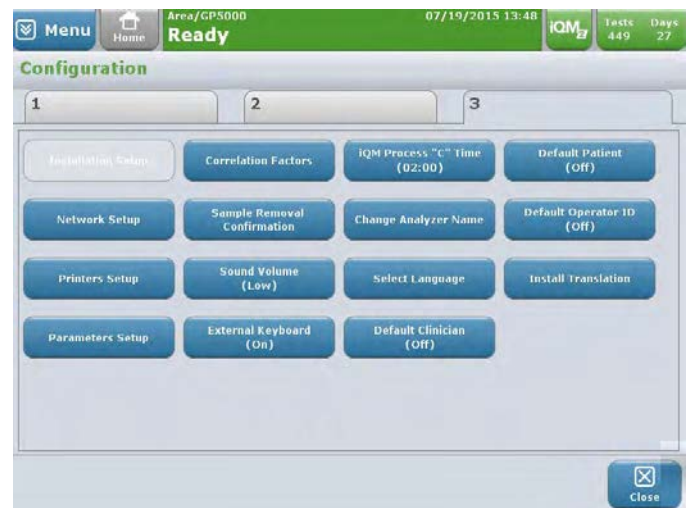 Menu
Home
Area/GP5000
07/19/2015 13:48
Ready
iQM2
Tests Days
449 27
Configuration
1 2 3
Installation Setup
Correlation Factors
iQM Process "C" Time
(02:00)
Default Patient
(Off)
Network Setup
Sample Removal
Confirmation
Change Analyzer Name
Default Operator ID
(Off)
Printers Setup
Sound Volume
(Low)
Select Language
Install Translation
Parameters Setup
External Keyboard
(On)
Default Clinician
(Off)
Close